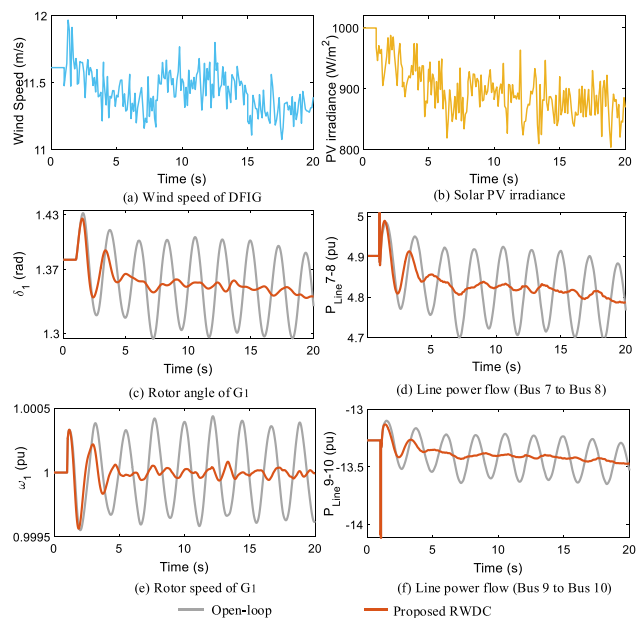 12
11.5
11
Wind Speed (m/s)
0 5 10 15 20
Time (s)
(a) Wind speed of DFIG
1000
900
800
PV irradiance (W/m²)
0 5 10 15 20
Time (s)
(b) Solar PV irradiance
1.43
1.37
1.3
δ1 (rad)
0 5 10 15 20
Time (s)
(c) Rotor angle of G1
5
4.9
4.8
4.7
PLine7-8 (pu)
0 5 10 15 20
Time (s)
(d) Line power flow (Bus 7 to Bus 8)
1.0005
1
0.9995
ω1 (pu)
0 5 10 15 20
Time (s)
(e) Rotor speed of G1
-13
-13.5
-14
PLine9-10 (pu)
0 5 10 15 20
Time (s)
(f) Line power flow (Bus 9 to Bus 10)
Open-loop
Proposed RWDC